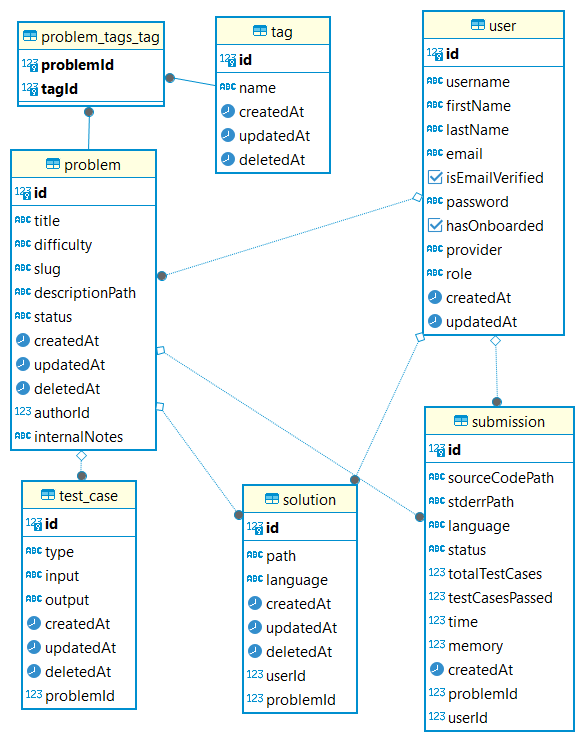 problem_tags_tag
problemId
tagId
tag
id
name
createdAt
updatedAt
deletedAt
user
id
username
firstName
lastName
email
isEmailVerified
password
hasOnboarded
provider
role
createdAt
updatedAt
problem
id
title
difficulty
slug
descriptionPath
status
createdAt
updatedAt
deletedAt
authorId
internalNotes
test_case
id
type
input
output
createdAt
updatedAt
deletedAt
problemId
solution
id
path
language
createdAt
updatedAt
deletedAt
userId
problemId
submission
id
sourceCodePath
stderrPath
language
status
totalTestCases
testCasesPassed
time
memory
createdAt
problemId
userId